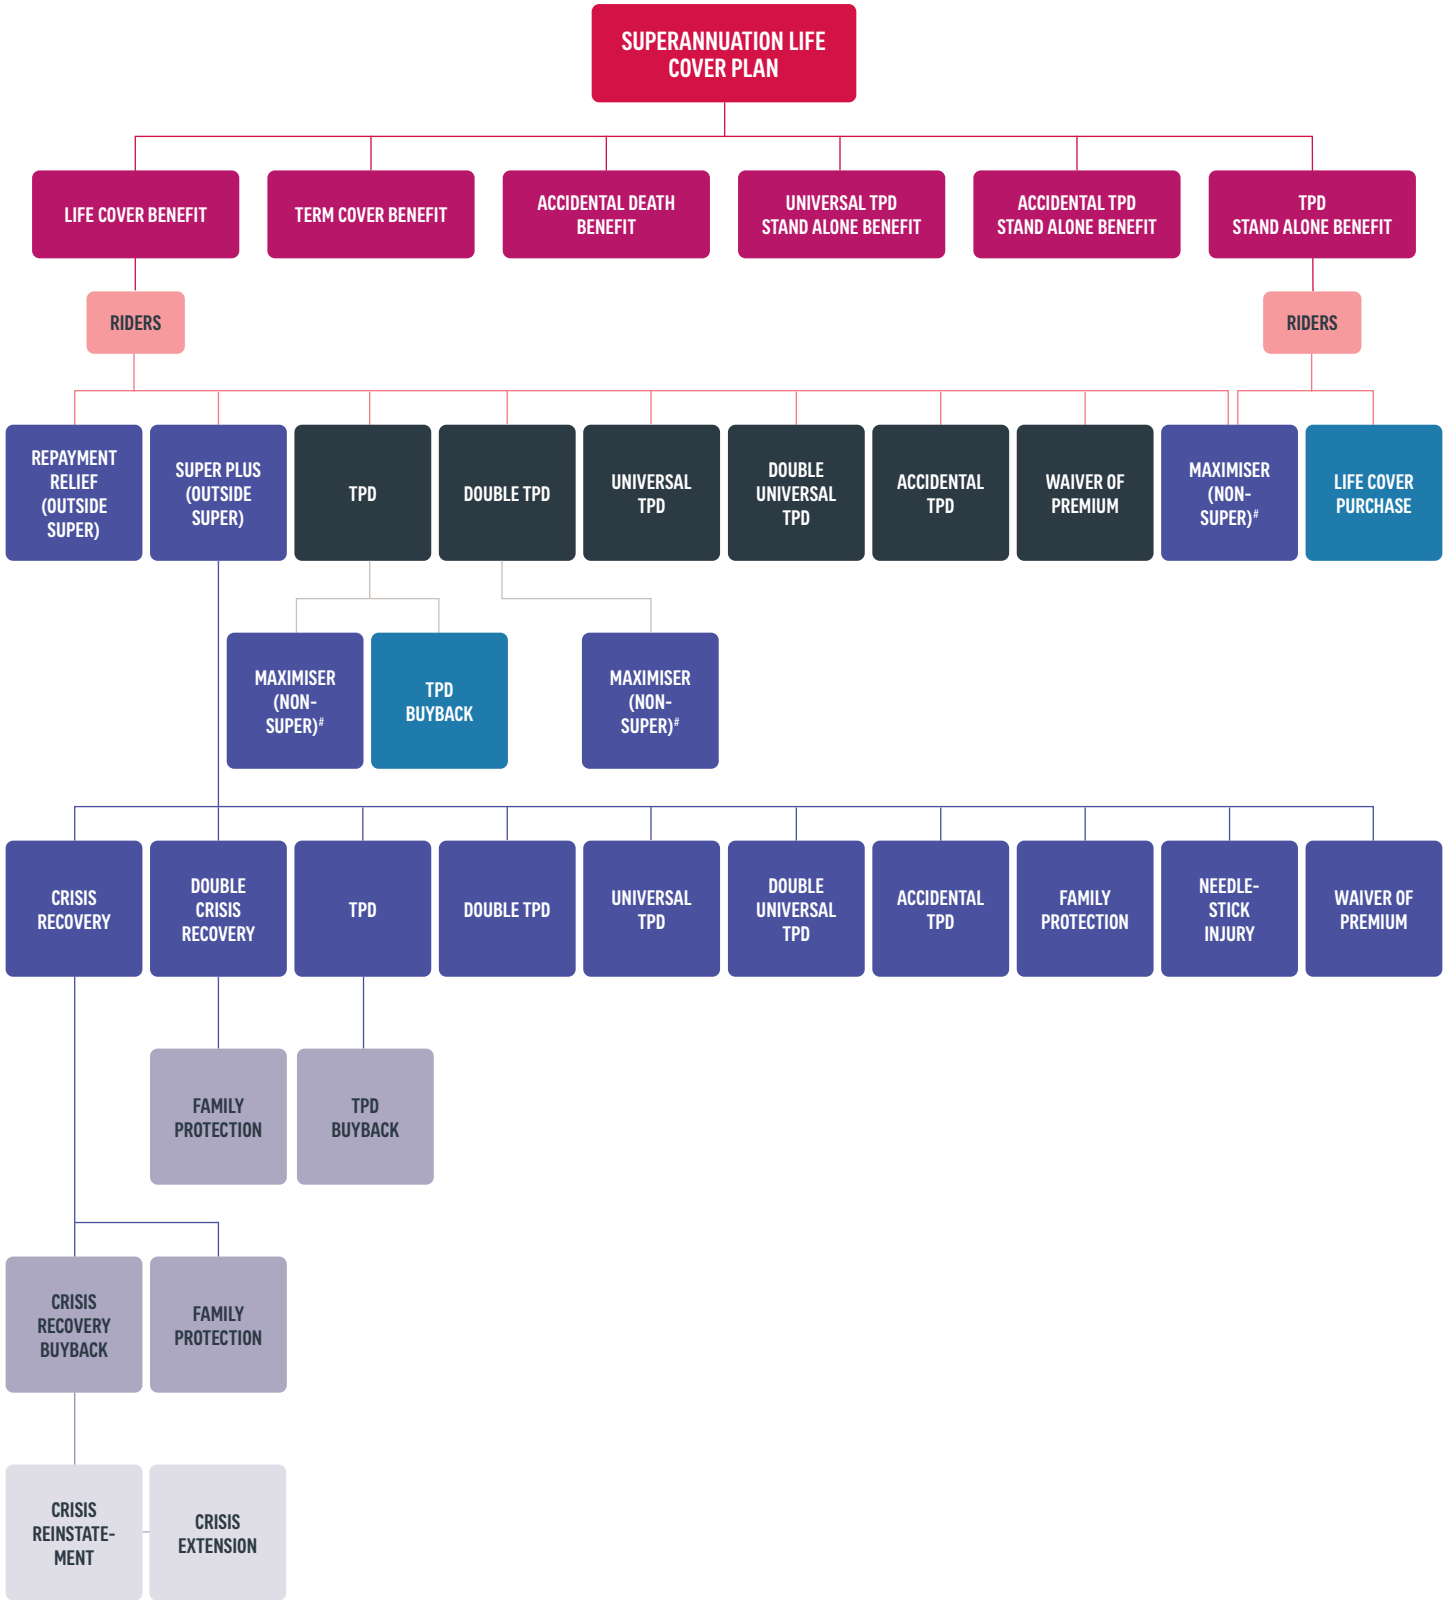 SUPERANNUATION LIFE
COVER PLAN
LIFE COVER BENEFIT
TERM COVER BENEFIT
ACCIDENTAL DEATH
BENEFIT
UNIVERSAL TPD
STAND ALONE BENEFIT
ACCIDENTAL TPD
STAND ALONE BENEFIT
TPD
STAND ALONE BENEFIT
RIDERS
RIDERS
REPAYMENT
RELIEF
(OUTSIDE
SUPER)
SUPER PLUS
(OUTSIDE
SUPER)
TPD
DOUBLE TPD
UNIVERSAL
TPD
DOUBLE
UNIVERSAL
TPD
ACCIDENTAL
TPD
WAIVER OF
PREMIUM
MAXIMISER
(NON-
SUPER)#
LIFE COVER
PURCHASE
MAXIMISER
(NON-
SUPER)#
TPD
BUYBACK
MAXIMISER
(NON-
SUPER)#
CRISIS
RECOVERY
DOUBLE
CRISIS
RECOVERY
TPD
DOUBLE TPD
UNIVERSAL
TPD
DOUBLE
UNIVERSAL
TPD
ACCIDENTAL
TPD
FAMILY
PROTECTION
NEEDLE-
STICK
INJURY
WAIVER OF
PREMIUM
FAMILY
PROTECTION
TPD
BUYBACK
CRISIS
RECOVERY
BUYBACK
FAMILY
PROTECTION
CRISIS
REINSTATE-
MENT
CRISIS
EXTENSION